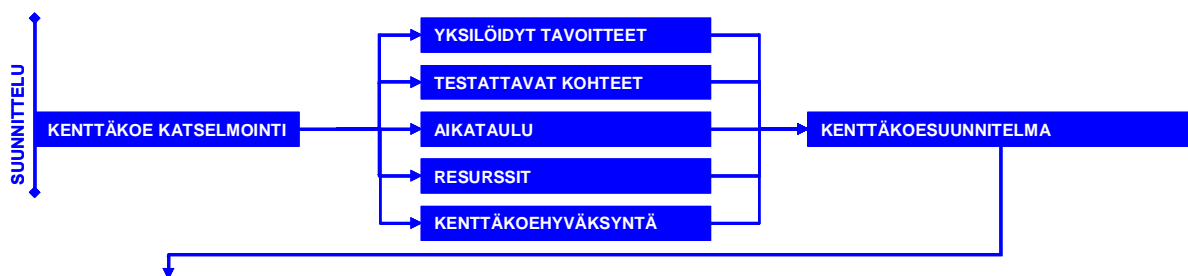 SUUNNITTELU
YKSILÖIDYT TAVOITTEET
TESTATTAVAT KOHTEET
KENTTÄKOE KATSELMOINTI
AIKATAULU
KENTTÄKOESUUNNITELMA
RESURSSIT
KENTTÄKOEHYVÄKSYNTÄ